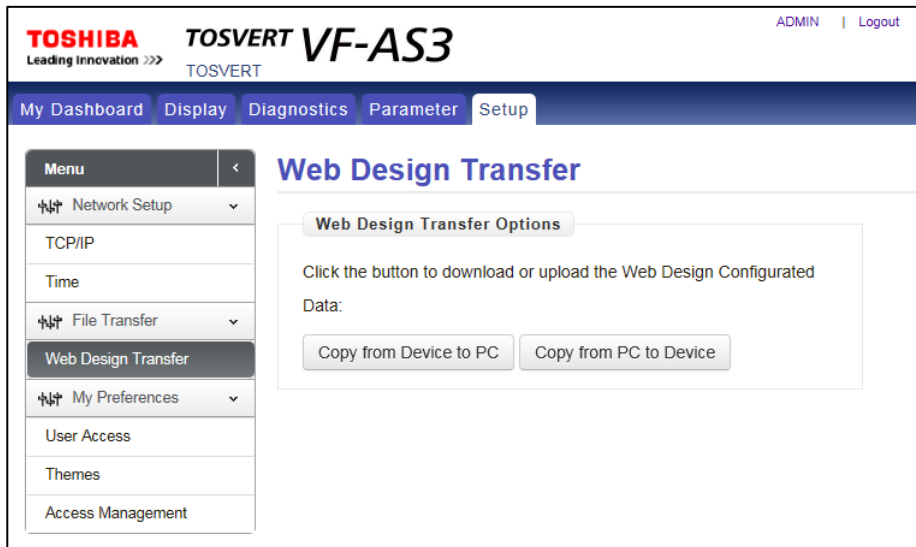 ADMIN | Logout
TOSHIBA
Leading Innovation >>>
TOSVERT VF-AS3
TOSVERT
My Dashboard Display Diagnostics Parameter Setup
Menu
Network Setup
TCP/IP
Time
File Transfer
Web Design Transfer
My Preferences
User Access
Themes
Access Management
Web Design Transfer
Web Design Transfer Options
Click the button to download or upload the Web Design Configurated
Data:
Copy from Device to PC Copy from PC to Device